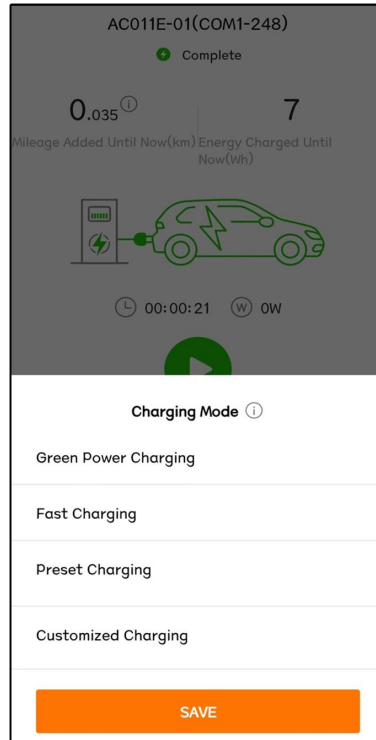 AC011E-01(COM1-248)
Complete
0.035 7
Mileage Added Until Now(km) Energy Charged Until
Now(Wh)
00:00:21 W 0W
Charging Mode i
Green Power Charging
Fast Charging
Preset Charging
Customized Charging
SAVE